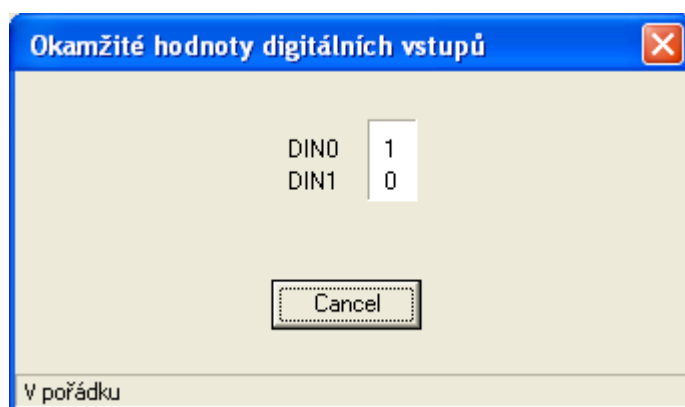 Okamžité hodnoty digitálních vstupů
DIN0 1
DIN1 0
Cancel
V pořádku